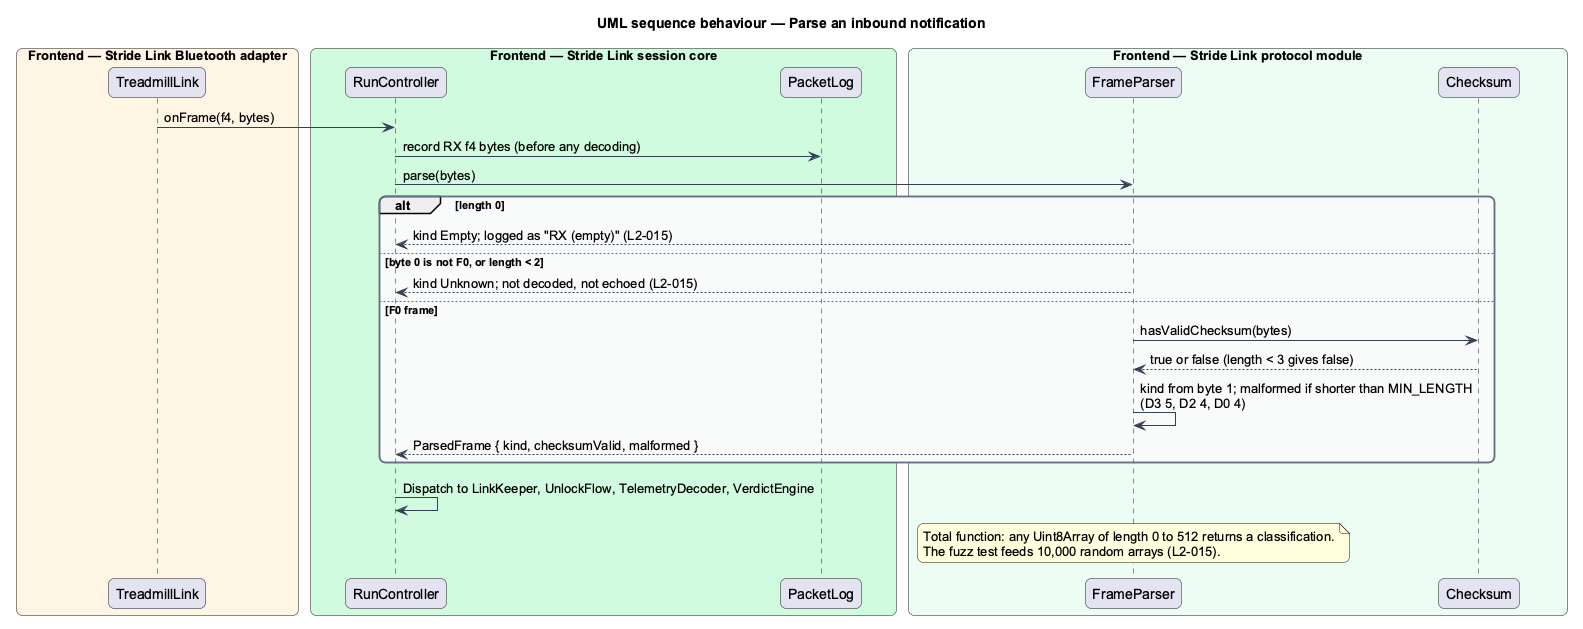 UML sequence behaviour — Parse an inbound notification
Frontend — Stride Link Bluetooth adapter
Frontend — Stride Link session core
Frontend — Stride Link protocol module
TreadmillLink
RunController
PacketLog
FrameParser
Checksum
onFrame(f4, bytes)
record RX f4 bytes (before any decoding)
parse(bytes)
alt
[length 0]
kind Empty; logged as "RX (empty)" (L2-015)
[byte 0 is not F0, or length < 2]
kind Unknown; not decoded, not echoed (L2-015)
[F0 frame]
hasValidChecksum(bytes)
true or false (length < 3 gives false)
kind from byte 1; malformed if shorter than MIN_LENGTH
(D3 5, D2 4, D0 4)
ParsedFrame { kind, checksumValid, malformed }
Dispatch to LinkKeeper, UnlockFlow, TelemetryDecoder, VerdictEngine
Total function: any Uint8Array of length 0 to 512 returns a classification.
The fuzz test feeds 10,000 random arrays (L2-015).
TreadmillLink
RunController
PacketLog
FrameParser
Checksum